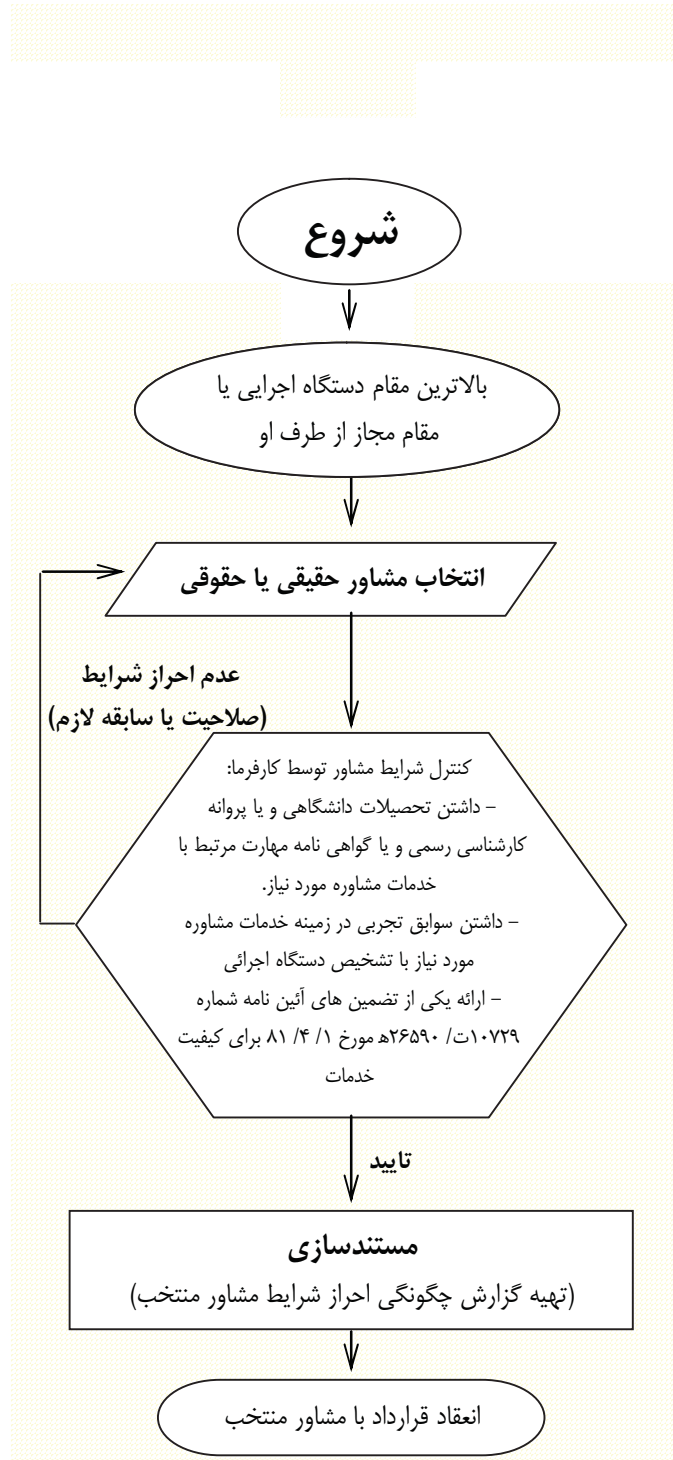 شروع
بالاترین مقام دستگاه اجرایی یا
مقام مجاز از طرف او
انتخاب مشاور حقیقی یا حقوقی
عدم احراز شرایط
(صلاحیت یا سابقه لازم)
کنترل شرایط مشاور توسط کارفرما:
– داشتن تحصیلات دانشگاهی و یا پروانه
کارشناسی رسمی و یا گواهی نامه مهارت مرتبط با
خدمات مشاوره مورد نیاز.
– داشتن سوابق تجربی در زمینه خدمات مشاوره
مورد نیاز با تشخیص دستگاه اجرائی
– ارائه یکی از تضمین های آئین نامه شماره
۱۰۷۲۹ت/ ۲۶۵۹۰ه مورخ ۱/ ۴/ ۸۱ برای کیفیت
خدمات
تایید
مستندسازی
(تهیه گزارش چگونگی احراز شرایط مشاور منتخب)
انعقاد قرارداد با مشاور منتخب